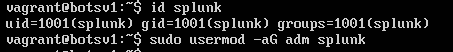 vagrant@botsv1:~$ id splunk
uid=1001(splunk) gid=1001(splunk) groups=1001(splunk)
vagrant@botsv1:~$ sudo usermod -aG adm splunk